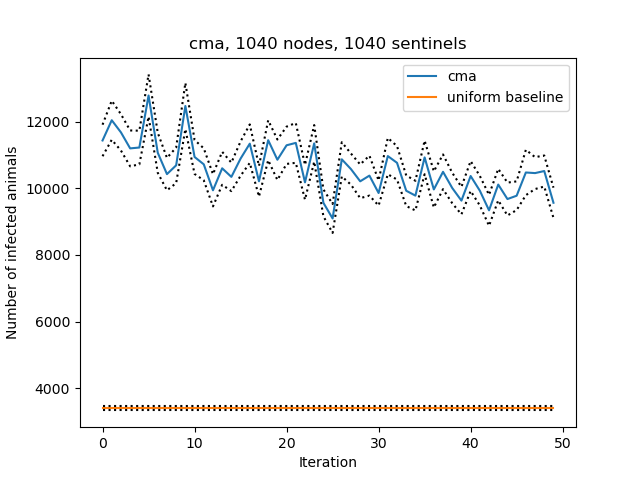 cma, 1040 nodes, 1040 sentinels
cma
uniform baseline
12000
10000
8000
6000
4000
Number of infected animals
0 10 20 30 40 50
Iteration